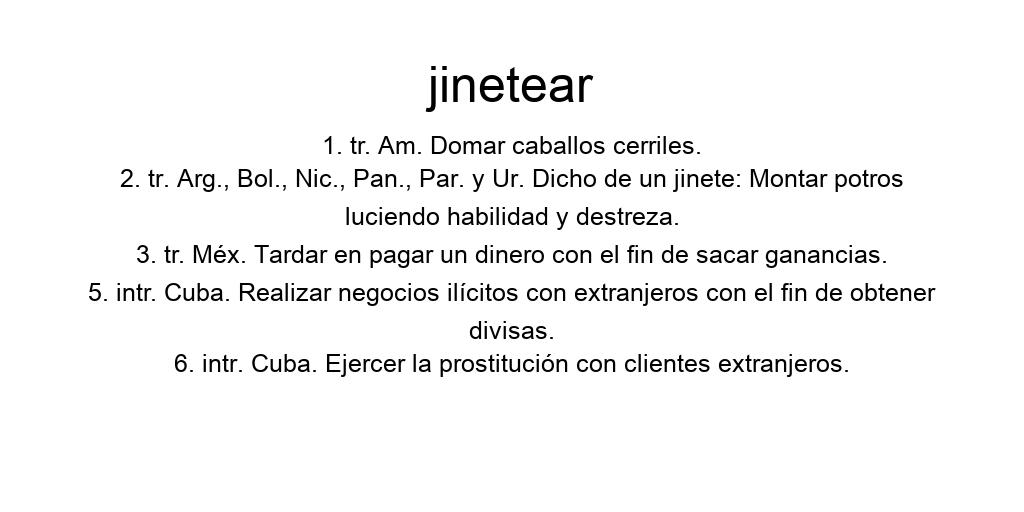 jinetear
1. tr. Am. Domar caballos cerriles.
2. tr. Arg., Bol., Nic., Pan., Par. y Ur. Dicho de un jinete: Montar potros
luciendo habilidad y destreza.
3. tr. Méx. Tardar en pagar un dinero con el fin de sacar ganancias.
5. intr. Cuba. Realizar negocios ilícitos con extranjeros con el fin de obtener
divisas.
6. intr. Cuba. Ejercer la prostitución con clientes extranjeros.